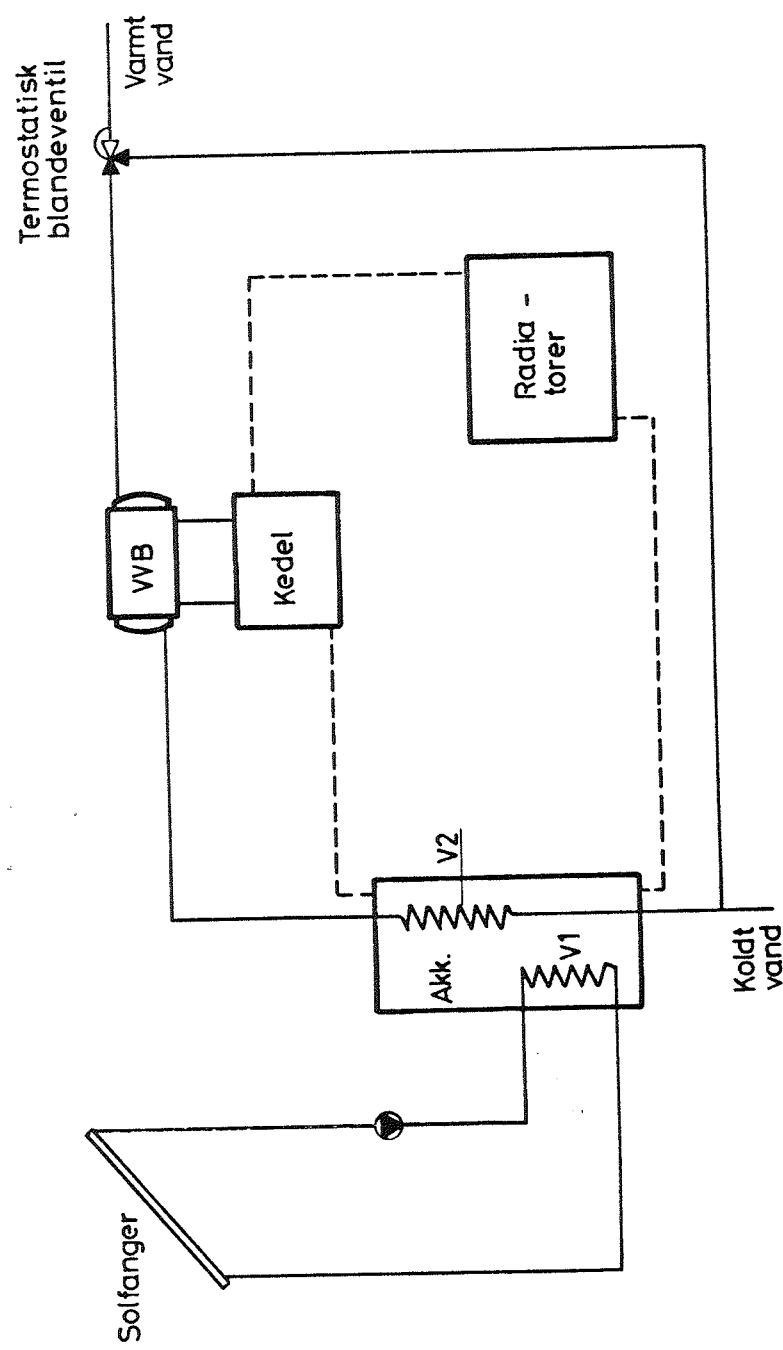 Solfanger
Akk.
V1
V2
Koldt
vand
VVB
Kedel
Radia -
torer
Termostatisk
blandeventil
Varmt
vand